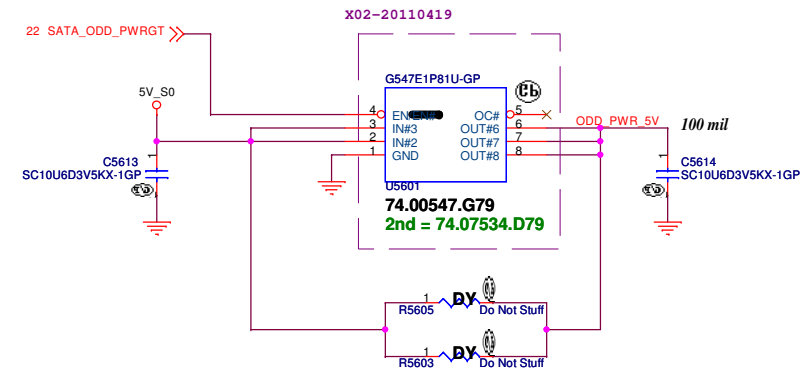 X02-20110419
22 SATA_ODD_PWRGT
G547E1P81U-GP
5V_S0
4 EN/EN# OC# 5
3 IN#3 OUT#6 6
2 IN#2 OUT#7 7
1 GND OUT#8 8
ODD_PWR_5V
100 mil
1
C5613
SC10U6D3V5KX-1GP
1
C5614
SC10U6D3V5KX-1GP
U5601
74.00547.G79
2nd = 74.07534.D79
1 DY
R5605 Do Not Stuff
1 DY
R5603 Do Not Stuff